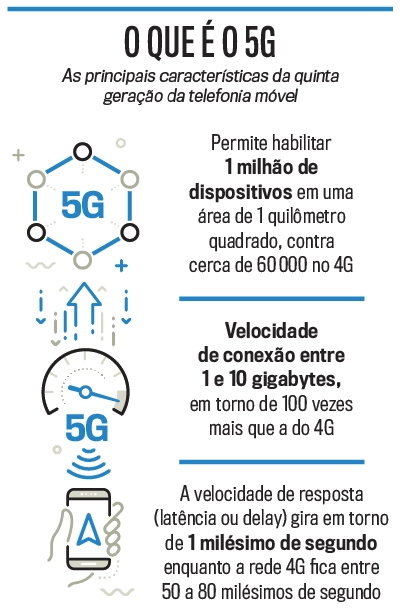 O QUE É O 5G
As principais características da quinta
geração da telefonia móvel
5G
Permite habilitar
1 milhão de
dispositivos em uma
área de 1 quilômetro
quadrado, contra
cerca de 60 000 no 4G
5G
Velocidade
de conexão entre
1 e 10 gigabytes,
em torno de 100 vezes
mais que a do 4G
A velocidade de resposta
(latência ou delay) gira em torno
de 1 milésimo de segundo
enquanto a rede 4G fica entre
50 a 80 milésimos de segundo